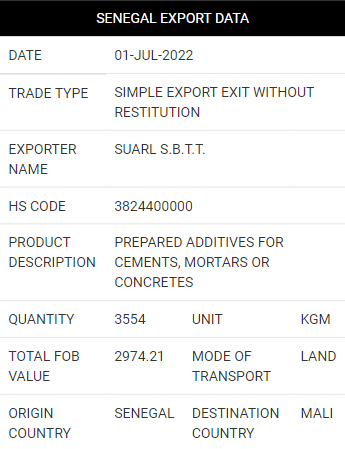 SENEGAL EXPORT DATA
DATE 01-JUL-2022
TRADE TYPE SIMPLE EXPORT EXIT WITHOUT
RESTITUTION
EXPORTER SUARL S.B.T.T.
NAME
HS CODE 3824400000
PRODUCT PREPARED ADDITIVES FOR
DESCRIPTION CEMENTS, MORTARS OR
CONCRETES
QUANTITY 3554 UNIT KGM
TOTAL FOB 2974.21 MODE OF LAND
VALUE TRANSPORT
ORIGIN SENEGAL DESTINATION MALI
COUNTRY COUNTRY